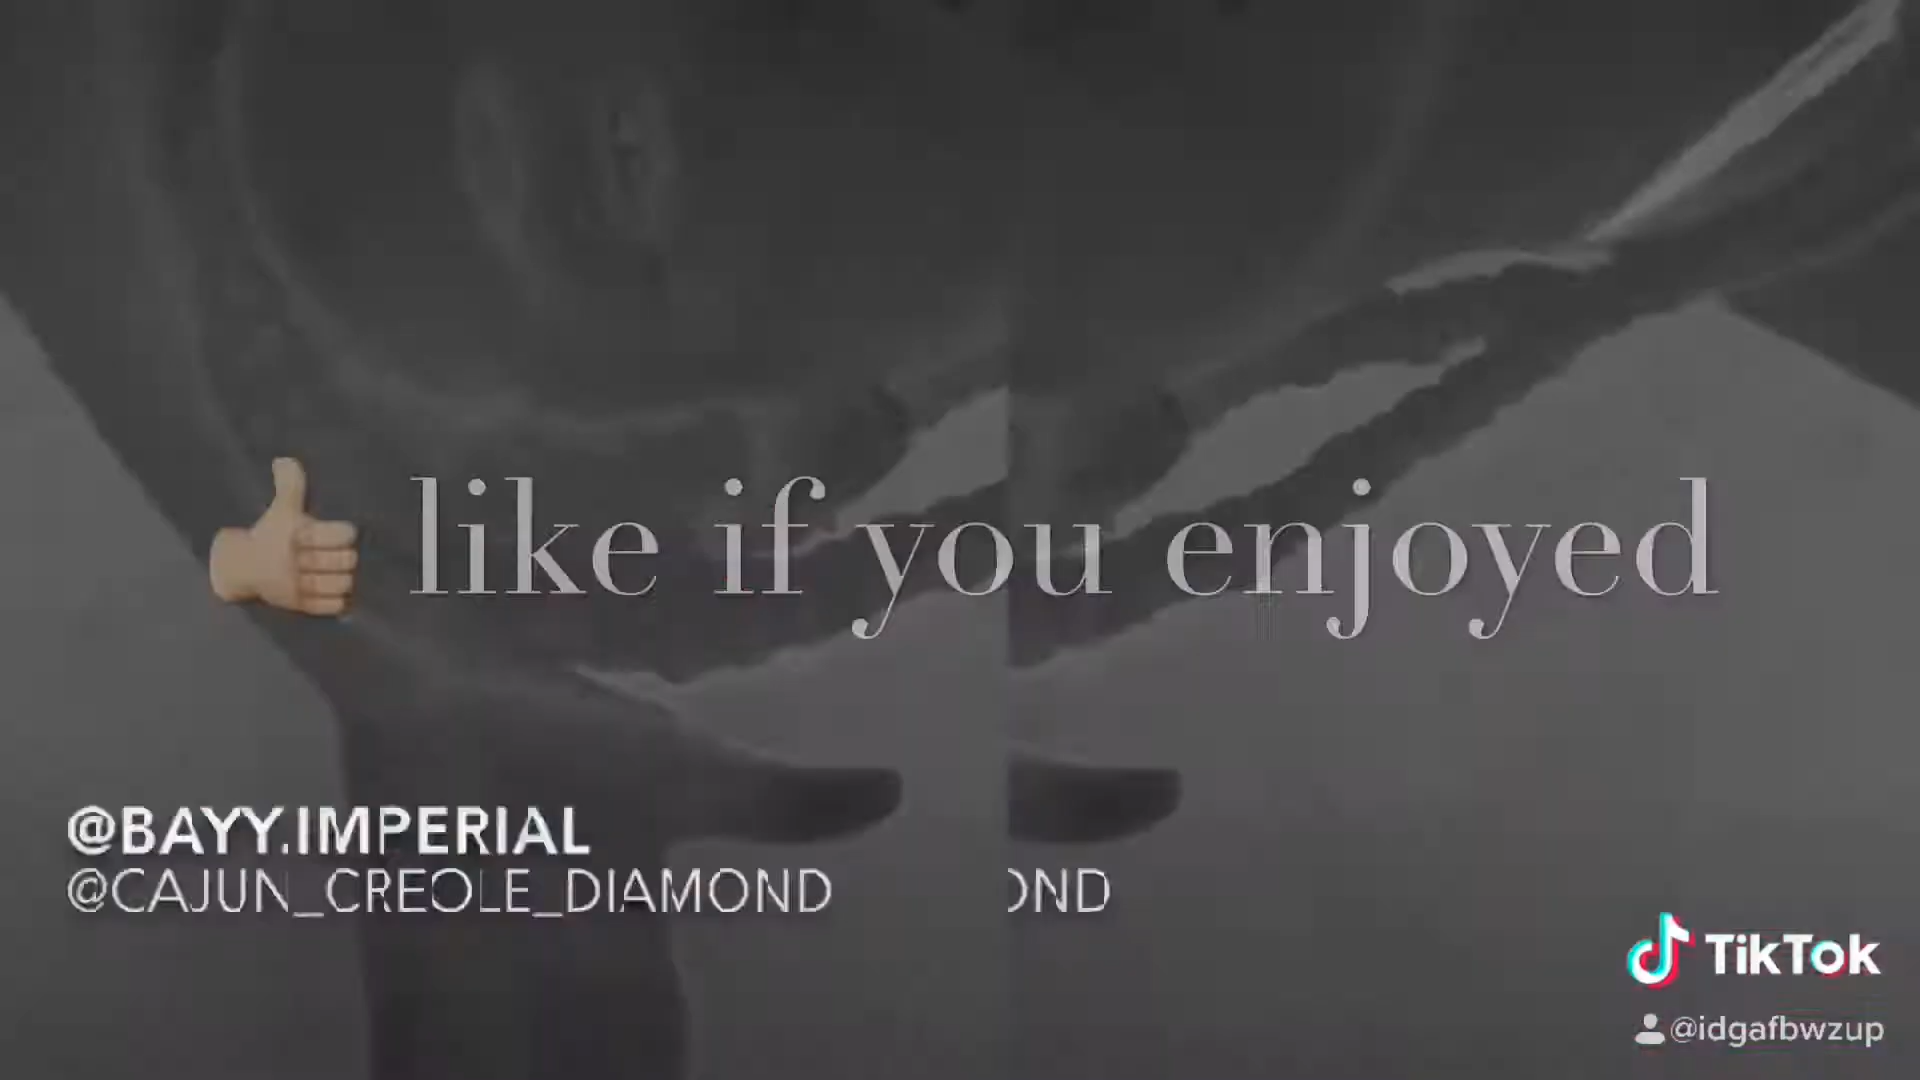 👍🏼 like if you enjoyed
@BAYY.IMPERIAL
@CAJUN_CREOLE_DIAMOND OND
TikTok
@idgafbwzup